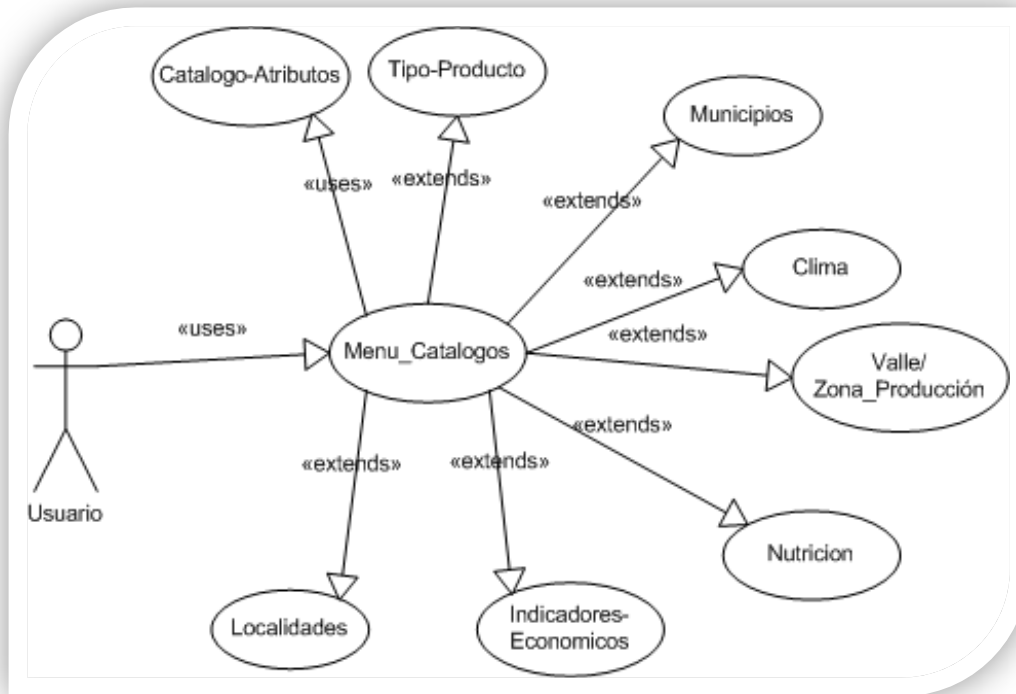 Catalogo-Atributos
Tipo-Producto
Municipios
«uses»
«extends»
«extends»
Clima
«extends»
«uses»
«extends»
Menu_Catalogos
Valle/
Zona_Producción
«extends»
«extends»
«extends»
Usuario
Nutricion
Localidades
Indicadores-
Economicos